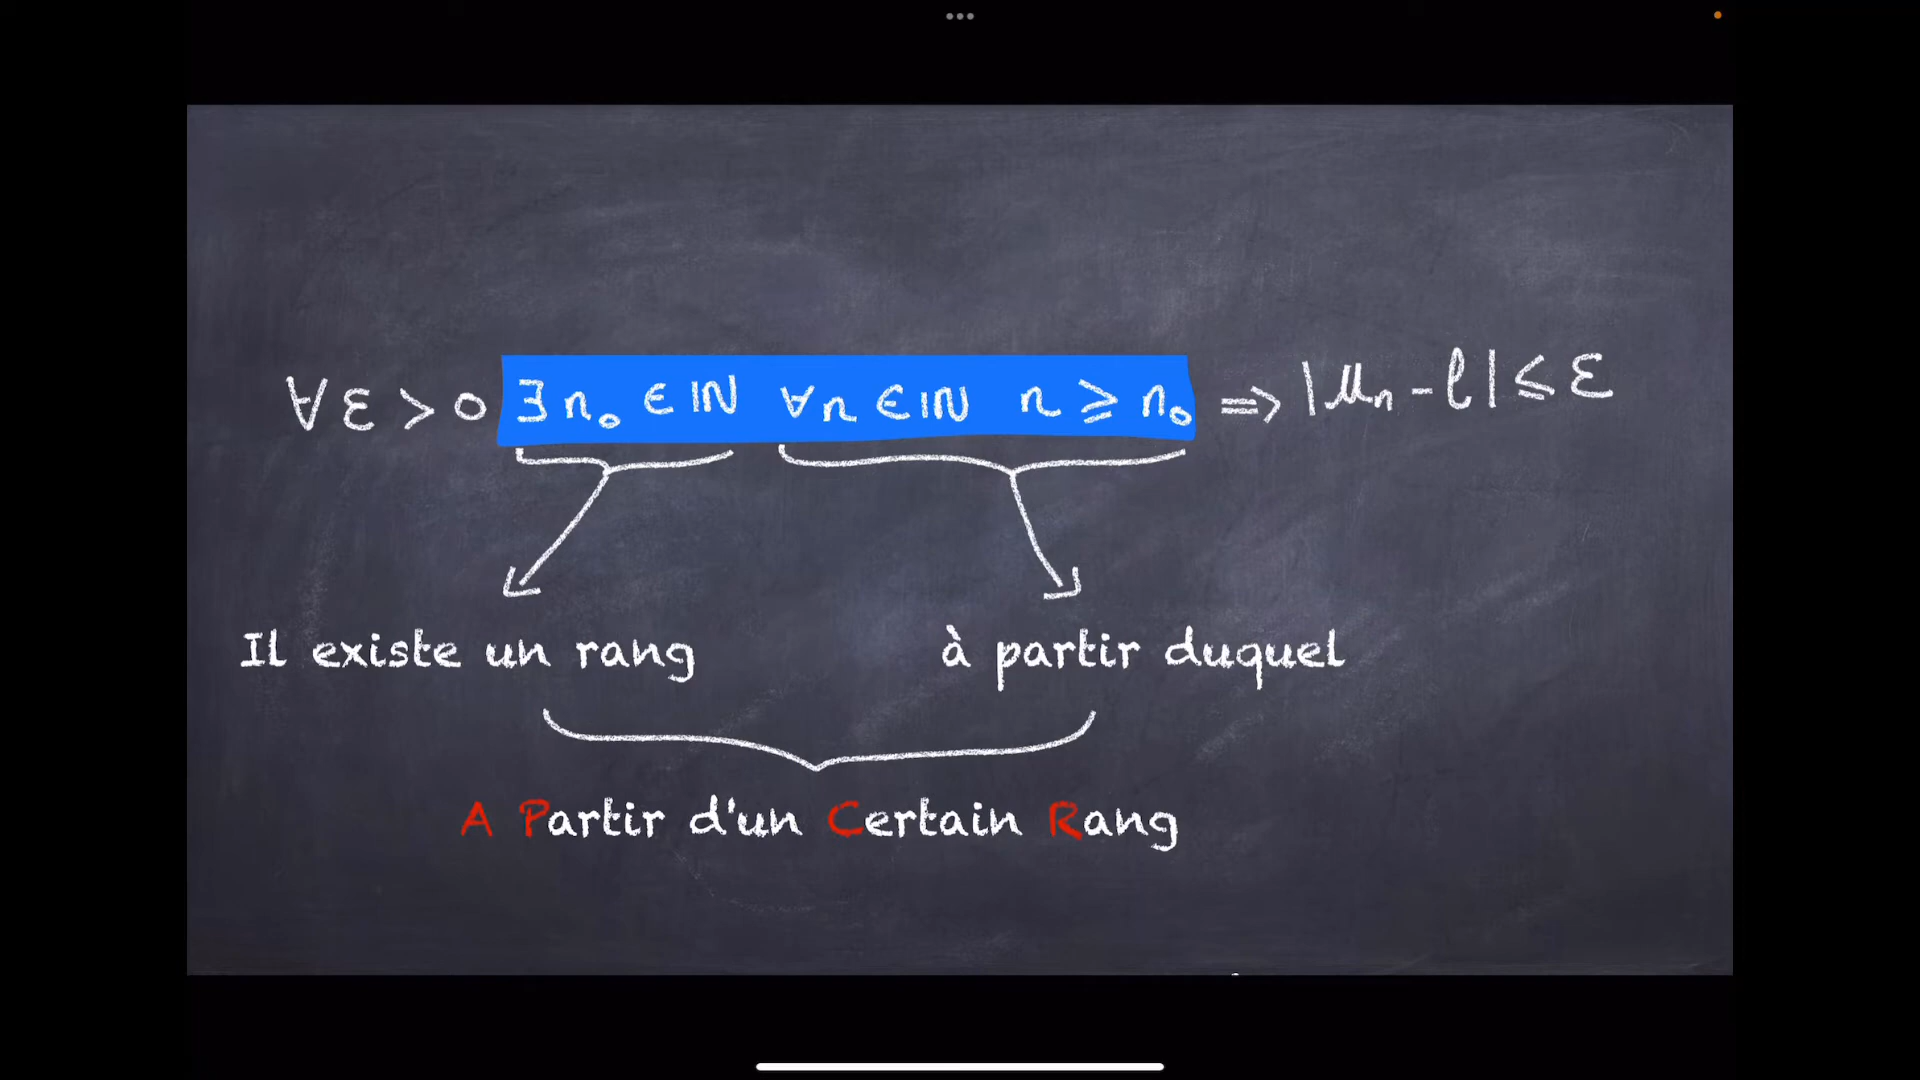 ∀ε > 0 ∃n₀ ∈ ℕ ∀n ∈ ℕ n ⩾ n₀ ⇒ |uₙ - ℓ| ⩽ ε
Il existe un rang à partir duquel
A Partir d'un Certain Rang